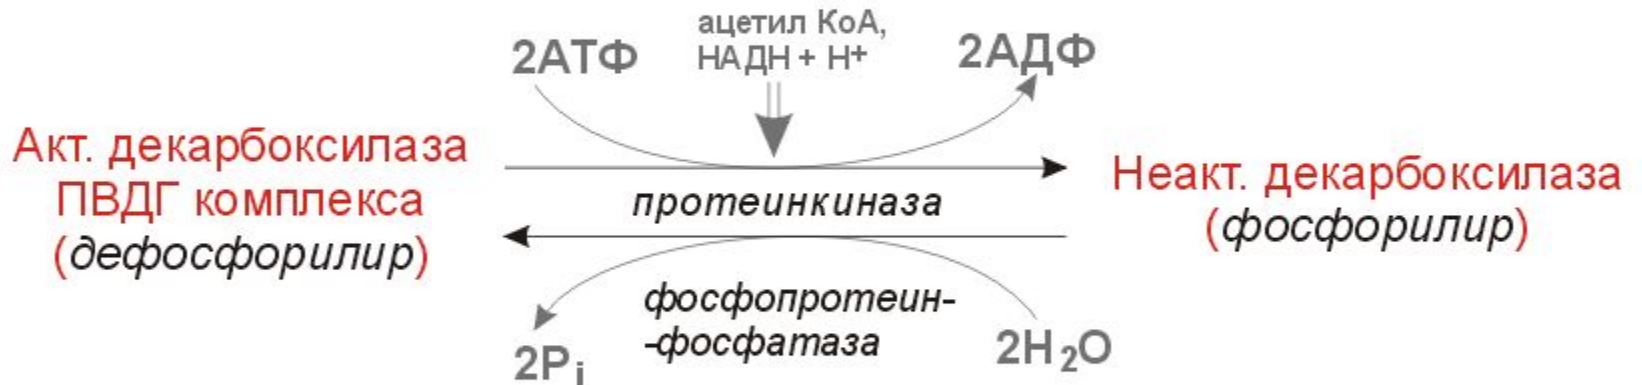 2АТФ
ацетил КоА,
НАДН + Н+
2АДФ
Акт. декарбоксилаза
ПВДГ комплекса
(дефосфорилир)
протеинкиназа
Неакт. декарбоксилаза
(фосфорилир)
фосфопротеин-
-фосфатаза
2Pi
2H2O